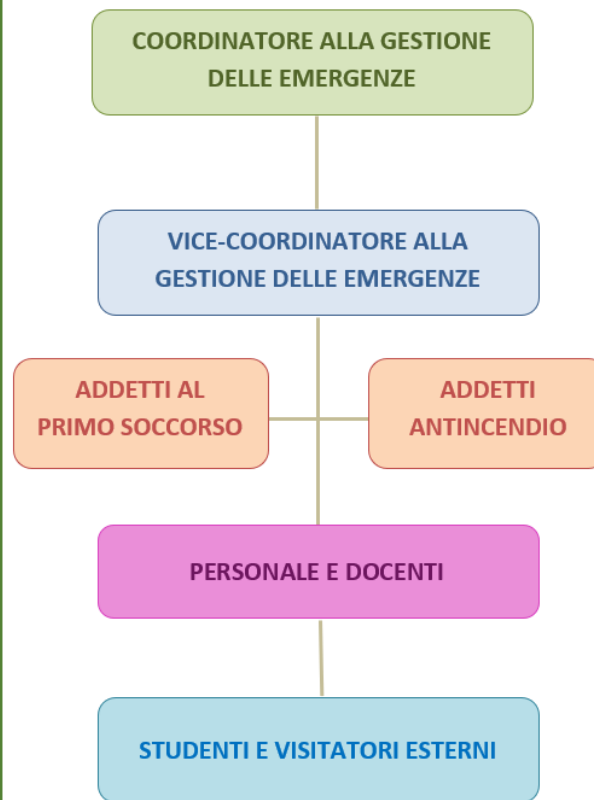 COORDINATORE ALLA GESTIONE
DELLE EMERGENZE
VICE-COORDINATORE ALLA
GESTIONE DELLE EMERGENZE
ADDETTI AL
PRIMO SOCCORSO
ADDETTI
ANTINCENDIO
PERSONALE E DOCENTI
STUDENTI E VISITATORI ESTERNI